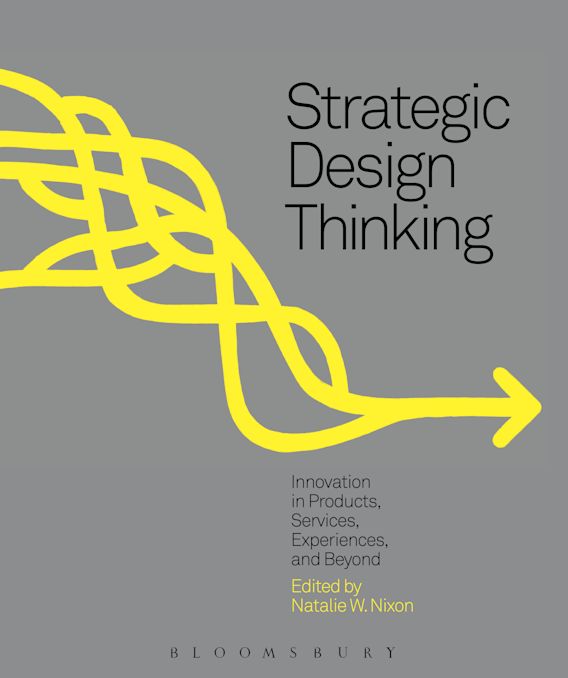 Strategic
Design
Thinking
Innovation
in Products,
Services,
Experiences,
and Beyond
Edited by
Natalie W. Nixon
BLOOMSBURY